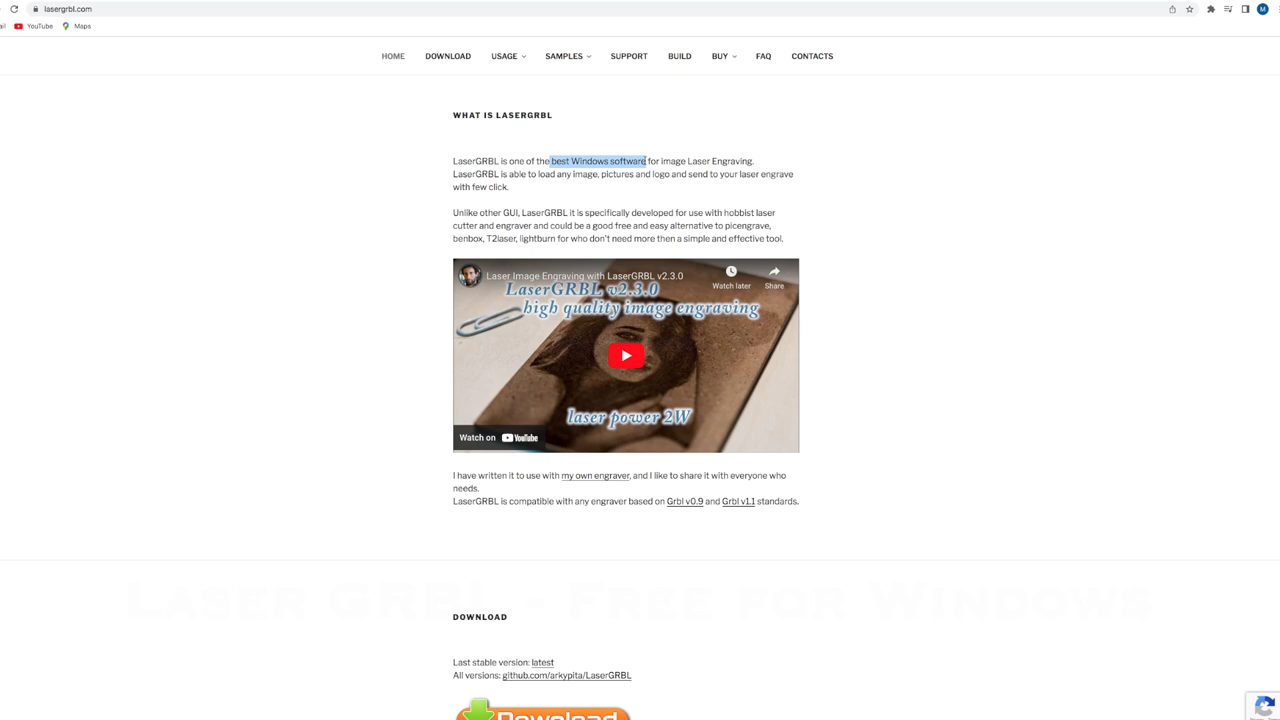 lasergrbl.com
YouTube
Maps
HOME DOWNLOAD USAGE SAMPLES SUPPORT BUILD BUY FAQ CONTACTS
WHAT IS LASERGRBL
LaserGRBL is one of the best Windows software for image Laser Engraving.
LaserGRBL is able to load any image, pictures and logo and send to your laser engrave
with few click.
Unlike other GUI, LaserGRBL it is specifically developed for use with hobbist laser
cutter and engraver and could be a good free and easy alternative to picengrave,
benbox, T2laser, lightburn for who don't need more then a simple and effective tool.
Laser Image Engraving with LaserGRBL v2.3.0
Watch later
Share
LaserGRBL v2.3.0
high quality image engraving
laser power 2W
Watch on YouTube
I have written it to use with my own engraver, and I like to share it with everyone who
needs.
LaserGRBL is compatible with any engraver based on Grbl v0.9 and Grbl v1.1 standards.
Laser GRBL - Free for Windows
DOWNLOAD
Last stable version: latest
All versions: github.com/arkypita/LaserGRBL
Download